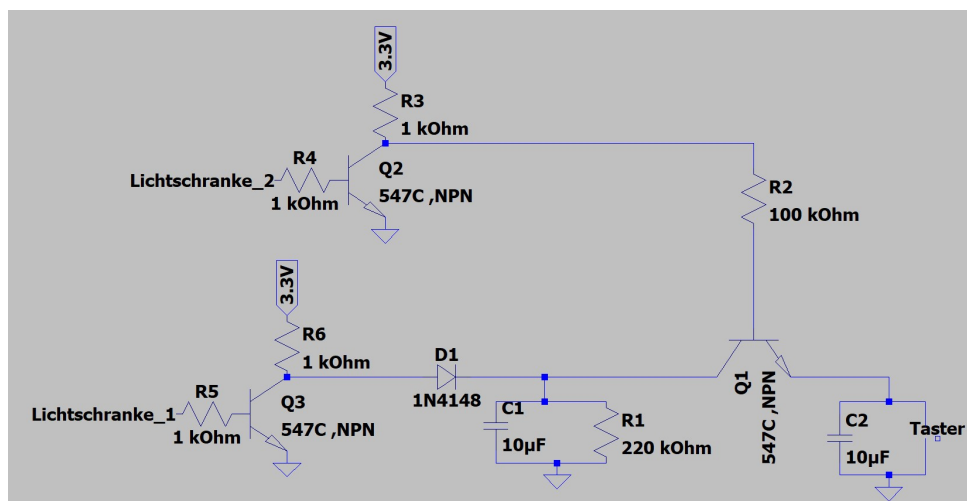 3.3V
R3
1 kOhm
R4
Lichtschranke_2
1 kOhm
Q2
547C ,NPN
R2
100 kOhm
3.3V
R6
1 kOhm
R5
Lichtschranke_1
1 kOhm
Q3
547C ,NPN
D1
1N4148
C1
10µF
R1
220 kOhm
Q1
547C ,NPN
C2
10µF
Taster